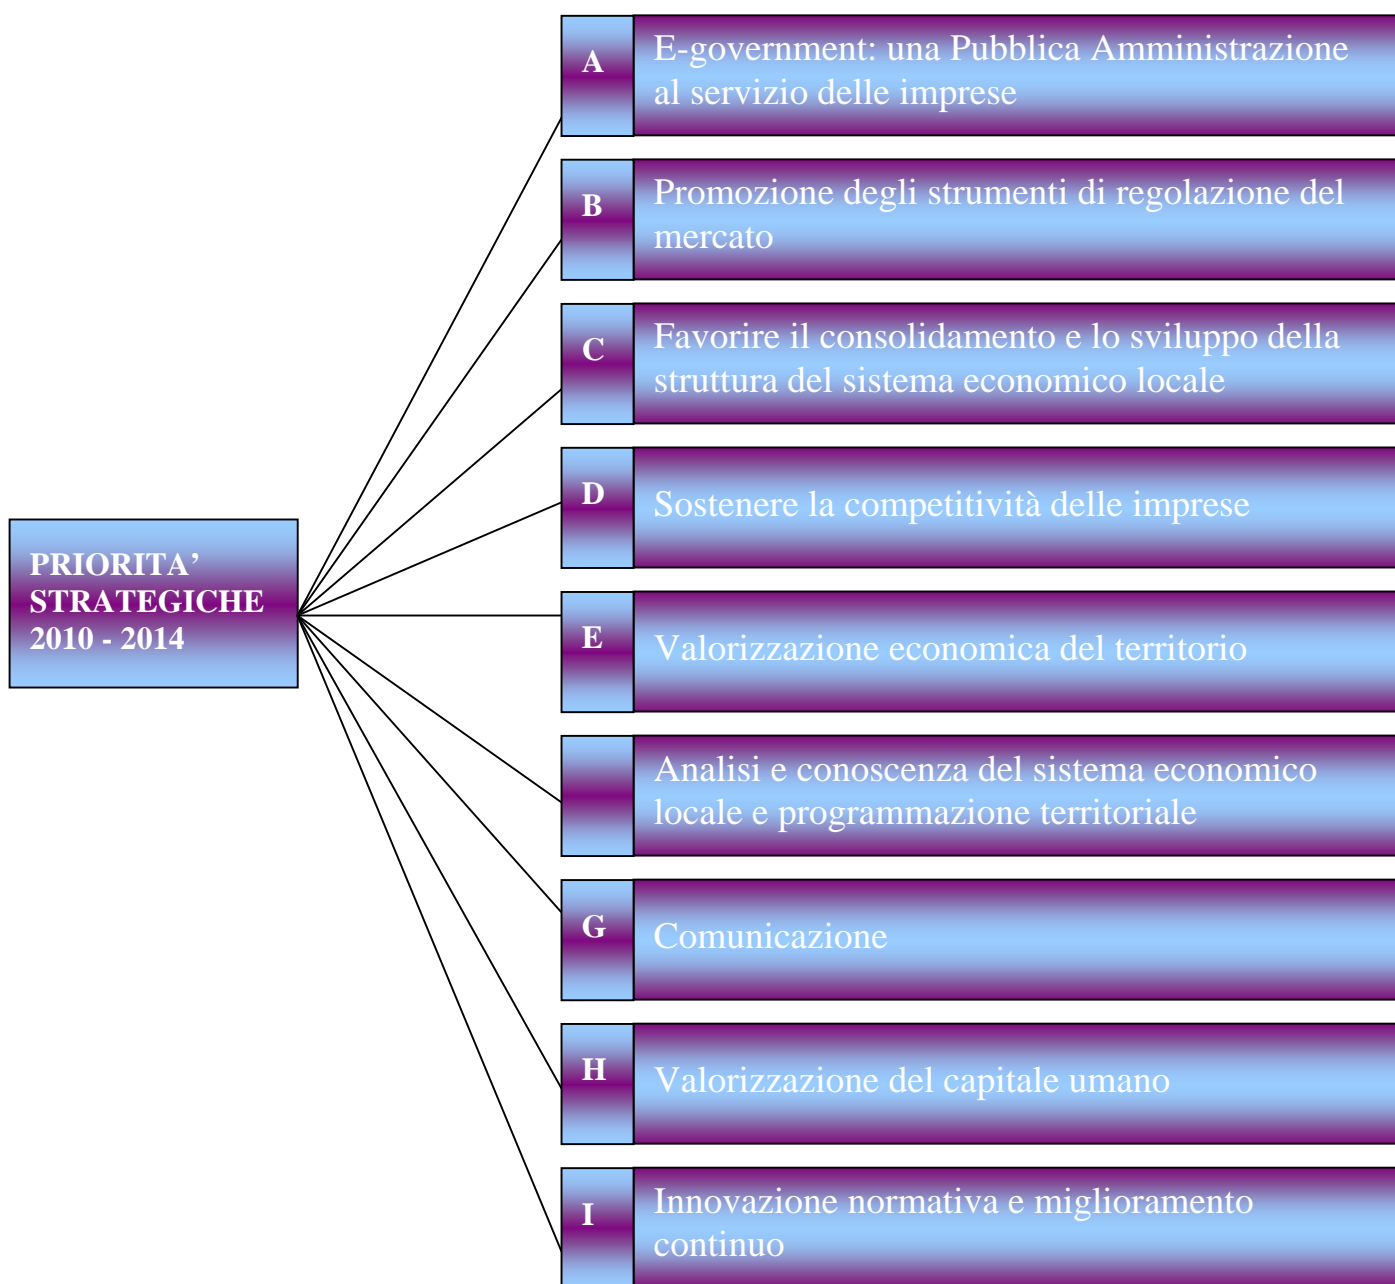 A
E-government: una Pubblica Amministrazione
al servizio delle imprese
B
Promozione degli strumenti di regolazione del
mercato
C
Favorire il consolidamento e lo sviluppo della
struttura del sistema economico locale
D
Sostenere la competitività delle imprese
PRIORITA’
STRATEGICHE
2010 - 2014
E
Valorizzazione economica del territorio
Analisi e conoscenza del sistema economico
locale e programmazione territoriale
G
Comunicazione
H
Valorizzazione del capitale umano
I
Innovazione normativa e miglioramento
continuo